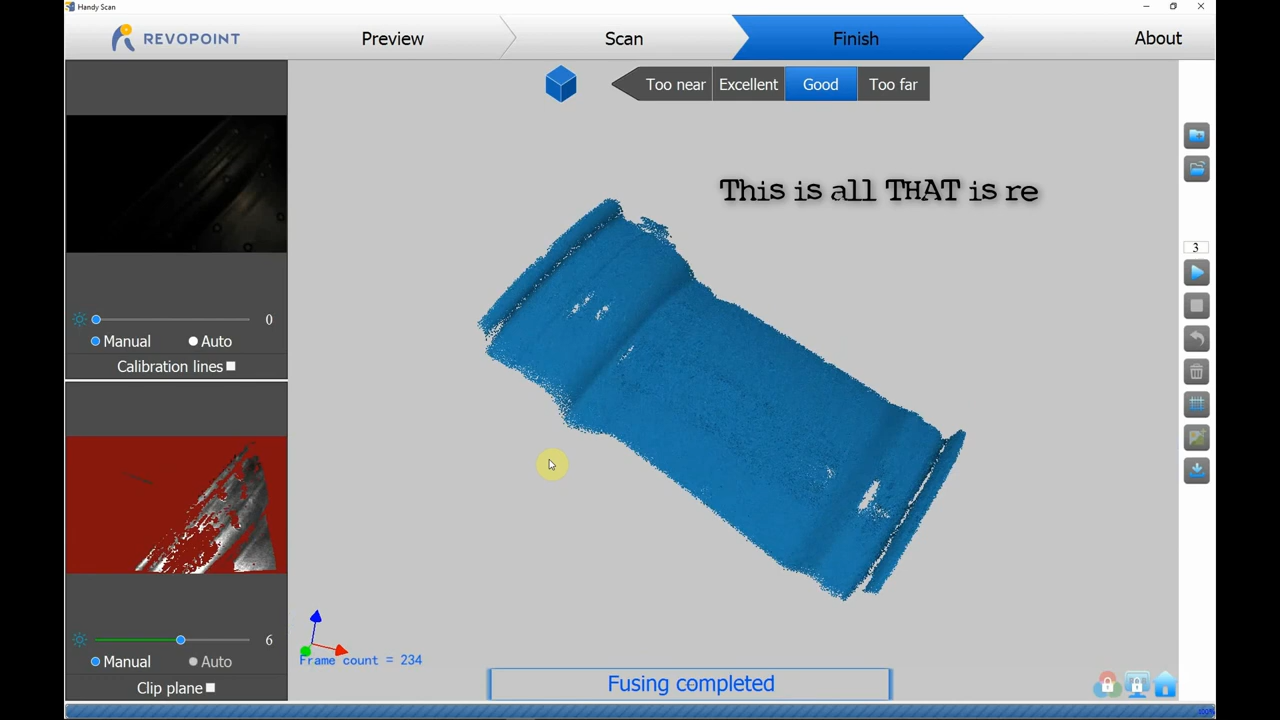 Handy Scan
REVOPOINT
Preview
Scan
Finish
About
Too near
Excellent
Good
Too far
This is all THAT is re
3
0
Manual
Auto
Calibration lines
6
Manual
Auto
Clip plane
Frame count = 234
Fusing completed
100%